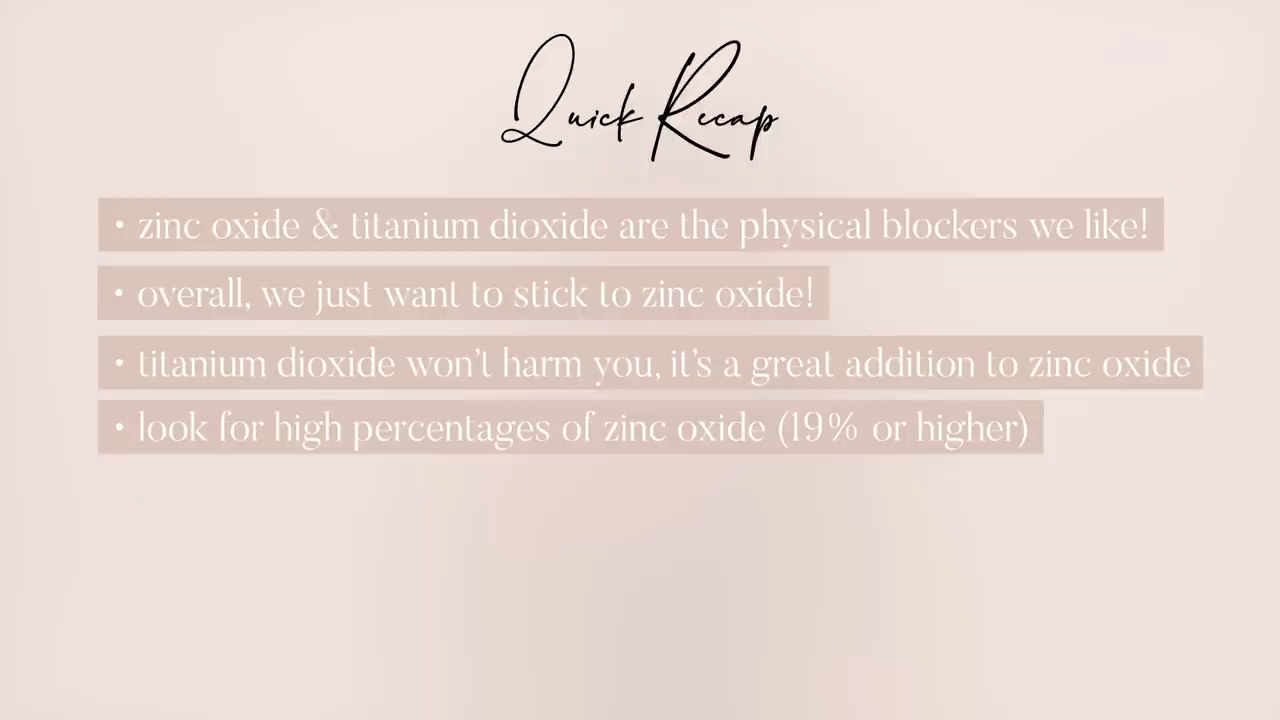 Quick Recap
• zinc oxide & titanium dioxide are the physical blockers we like!
• overall, we just want to stick to zinc oxide!
• titanium dioxide won't harm you, it's a great addition to zinc oxide
• look for high percentages of zinc oxide (19% or higher)